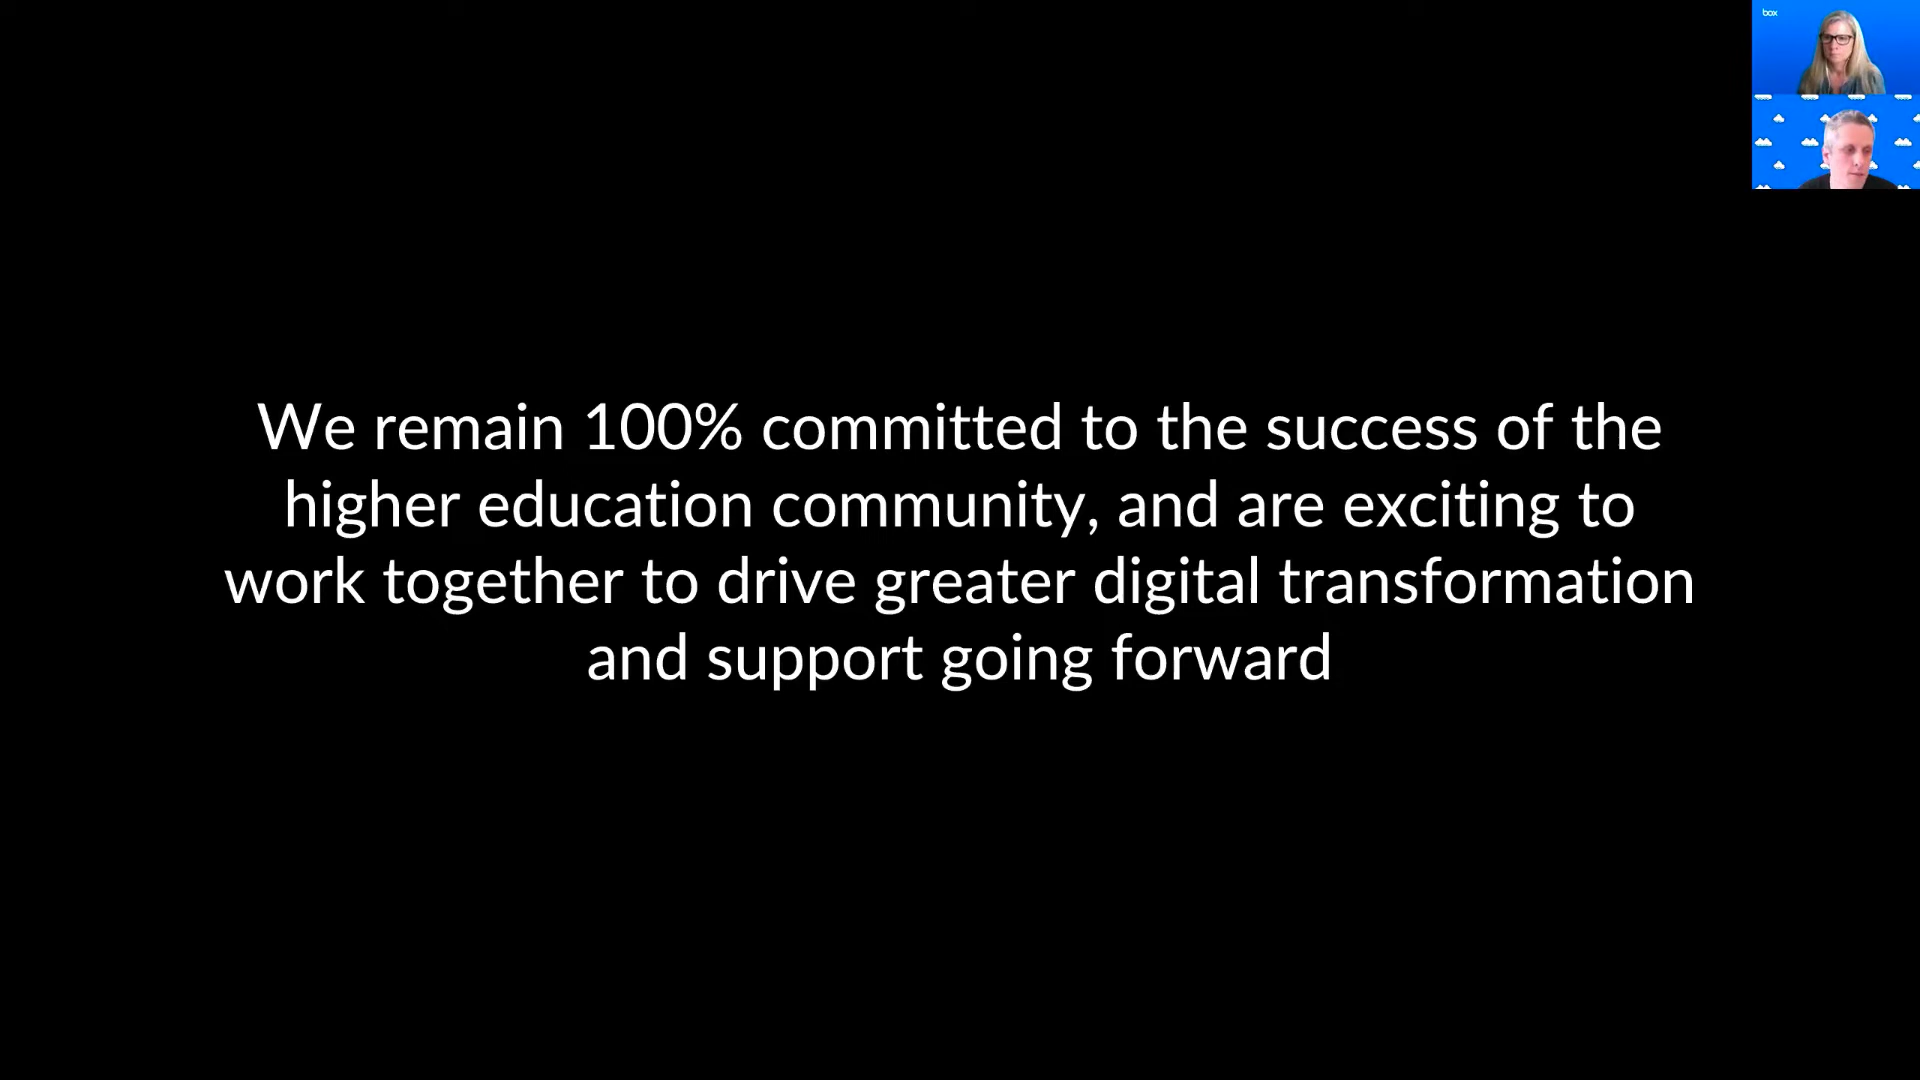 box
We remain 100% committed to the success of the
higher education community, and are exciting to
work together to drive greater digital transformation
and support going forward